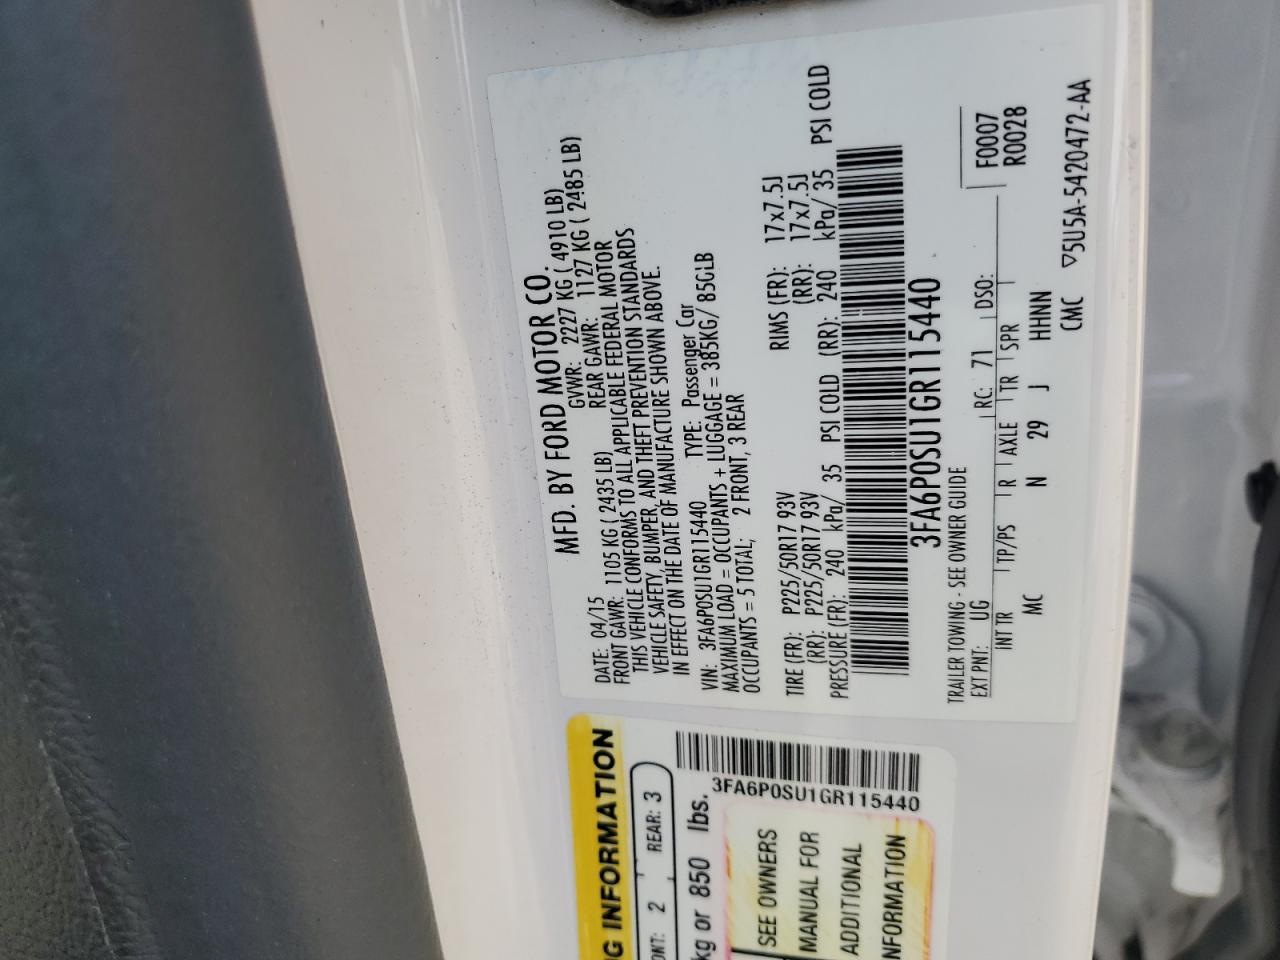 MFD. BY FORD MOTOR CO.
DATE: 04/15 GVWR: 2227 KG ( 4910 LB)
FRONT GAWR: 1105 KG ( 2435 LB) REAR GAWR: 1127 KG ( 2485 LB)
THIS VEHICLE CONFORMS TO ALL APPLICABLE FEDERAL MOTOR
VEHICLE SAFETY, BUMPER, AND THEFT PREVENTION STANDARDS
IN EFFECT ON THE DATE OF MANUFACTURE SHOWN ABOVE.
VIN: 3FA6P0SU1GR115440 TYPE: Passenger Car
MAXIMUM LOAD = OCCUPANTS + LUGGAGE = 385KG/ 850LB
OCCUPANTS = 5 TOTAL; 2 FRONT, 3 REAR
TIRE (FR): P225/50R17 93V RIMS (FR): 17x7.5J
(RR): P225/50R17 93V (RR): 17x7.5J
PRESSURE (FR): 240 kPa/ 35 PSI COLD (RR): 240 kPa/ 35 PSI COLD
3FA6P0SU1GR115440
TRAILER TOWING - SEE OWNER GUIDE
EXT PNT: UG RC: 71 DSO: F0007
INT TR TP/PS R AXLE TR SPR R0028
MC N 29 J HHNN
CMC ▽5U5A-5420472-AA
G INFORMATION
ONT: 2 REAR: 3
kg or 850 lbs.
3FA6P0SU1GR115440
SEE OWNERS
MANUAL FOR
ADDITIONAL
NFORMATION